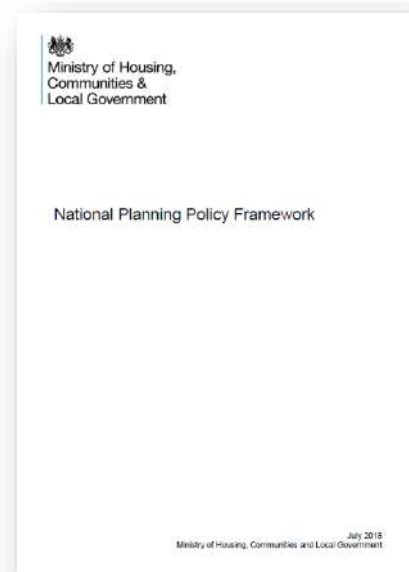 Ministry of Housing,
Communities &
Local Government
National Planning Policy Framework
July 2018
Ministry of Housing, Communities and Local Government